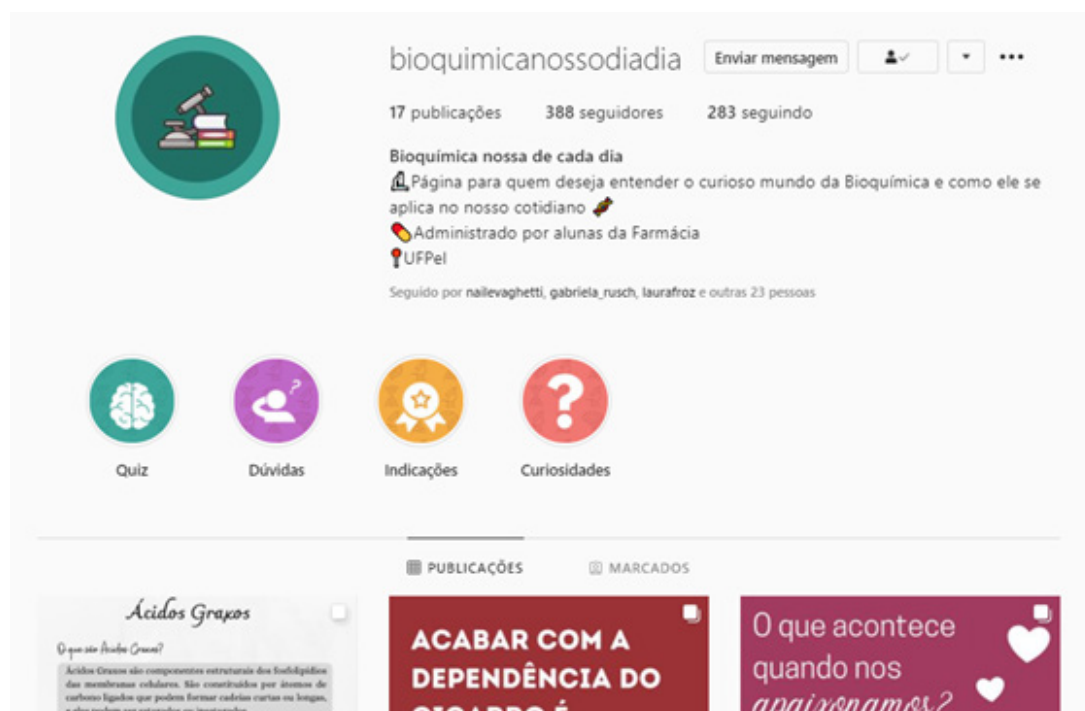 bioquimicanossodiadia Enviar mensagem
17 publicações 388 seguidores 283 seguindo
Bioquímica nossa de cada dia
Página para quem deseja entender o curioso mundo da Bioquímica e como ele se
aplica no nosso cotidiano
Administrado por alunas da Farmácia
UFPel
Seguido por nailevaghetti, gabriela_rusch, laurafroz e outras 23 pessoas
Quiz Dúvidas Indicações Curiosidades
PUBLICAÇÕES MARCADOS
Ácidos Graxos
O que são Ácidos Graxos?
Ácidos Graxos são componentes estruturais dos fosfolipídios
das membranas celulares. São constituídos por átomos de
carbono ligados que podem formar cadeias curtas ou longas,
ACABAR COM A
DEPENDÊNCIA DO
CIGARRO É
O que acontece
quando nos
apaixonamos?